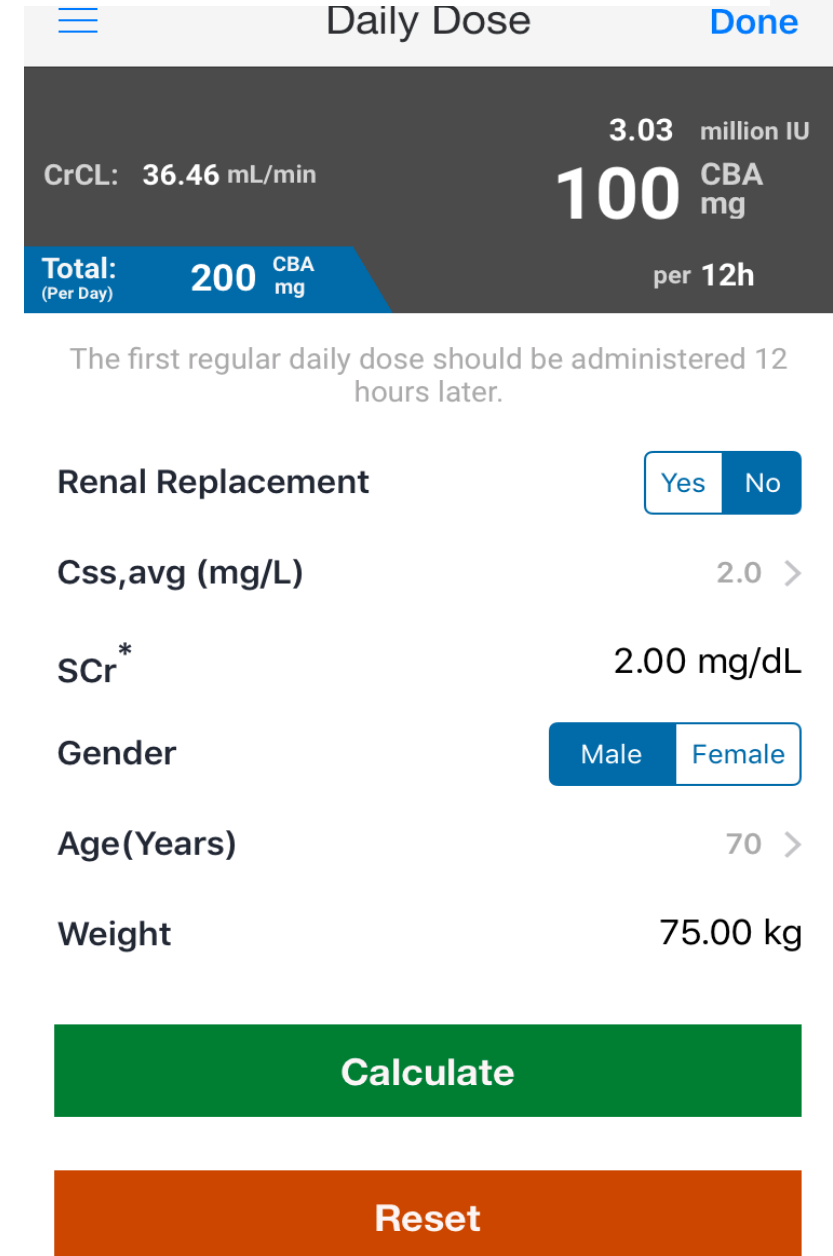 Daily Dose
Done
3.03 million IU
CrCL: 36.46 mL/min
100 CBA mg
Total: 200 CBA mg
(Per Day)
per 12h
The first regular daily dose should be administered 12
hours later.
Renal Replacement Yes No
Css,avg (mg/L) 2.0
SCr* 2.00 mg/dL
Gender Male Female
Age(Years) 70
Weight 75.00 kg
Calculate
Reset